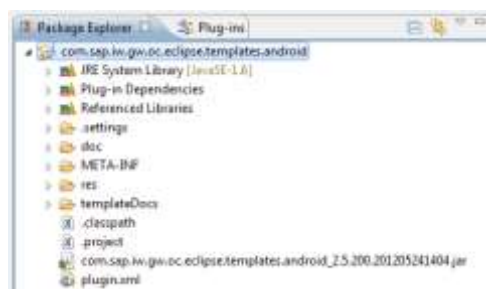 Package Explorer Plug-ins
com.sap.iw.gw.oc.eclipse.templates.android
JRE System Library [JavaSE-1.6]
Plug-in Dependencies
Referenced Libraries
.settings
doc
META-INF
res
templateDocs
.classpath
.project
com.sap.iw.gw.oc.eclipse.templates.android_2.5.200.201205241404.jar
plugin.xml